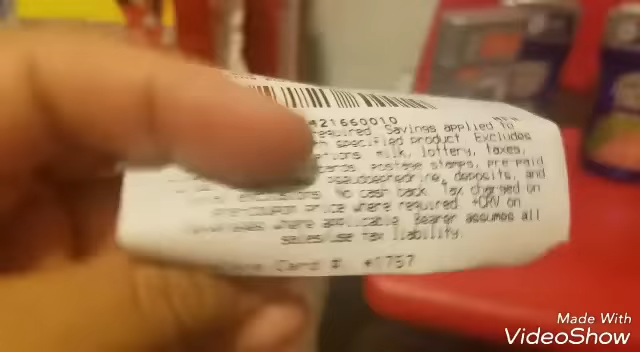 421660010
required. Savings applied to
specified product. Excludes
milk, lottery, taxes,
cards, postage stamps, pre-paid
pseudoephedrine, deposits, and
No cash back. Tax charged on
price where required. +CRV on
where applicable. Bearer assumes all
sales/use tax liability.
Card #: *1757
Made With
VideoShow